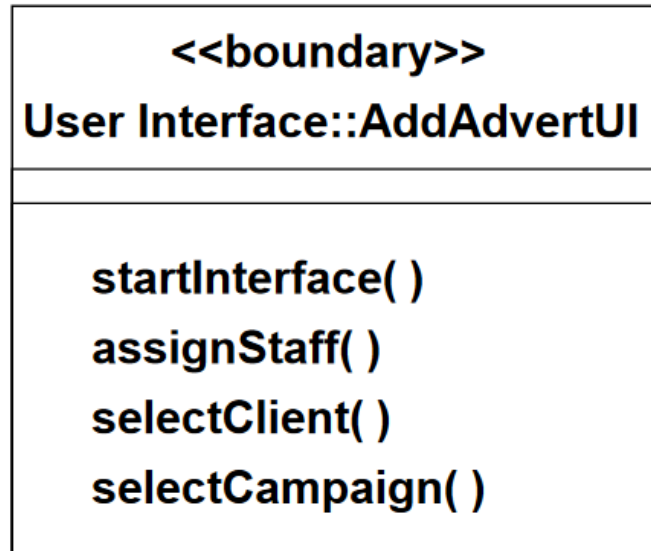 <<boundary>>
User Interface::AddAdvertUI
startInterface( )
assignStaff( )
selectClient( )
selectCampaign( )